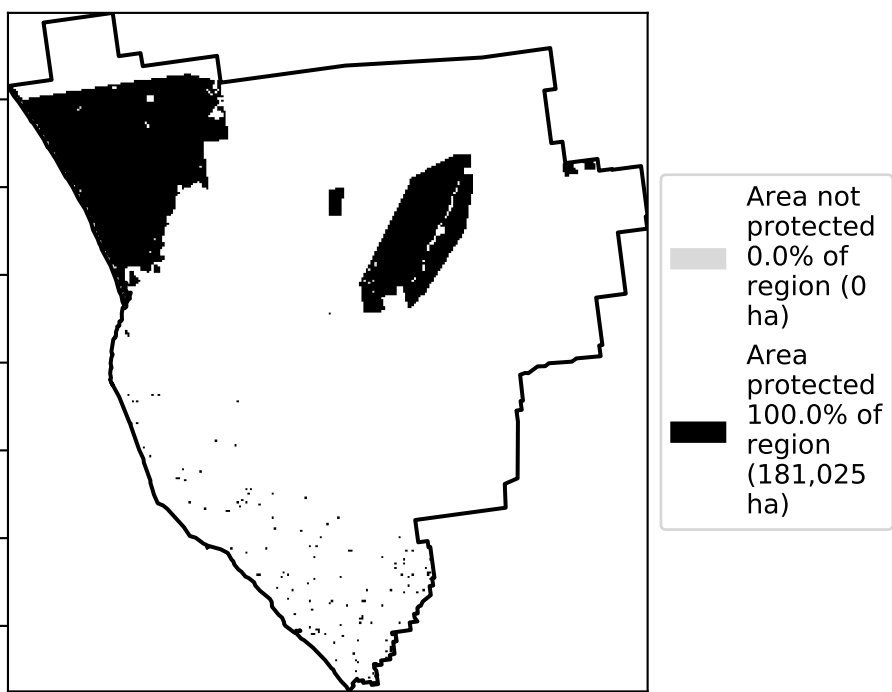 Area not
protected
0.0% of
region (0
ha)
Area
protected
100.0% of
region
(181,025
ha)